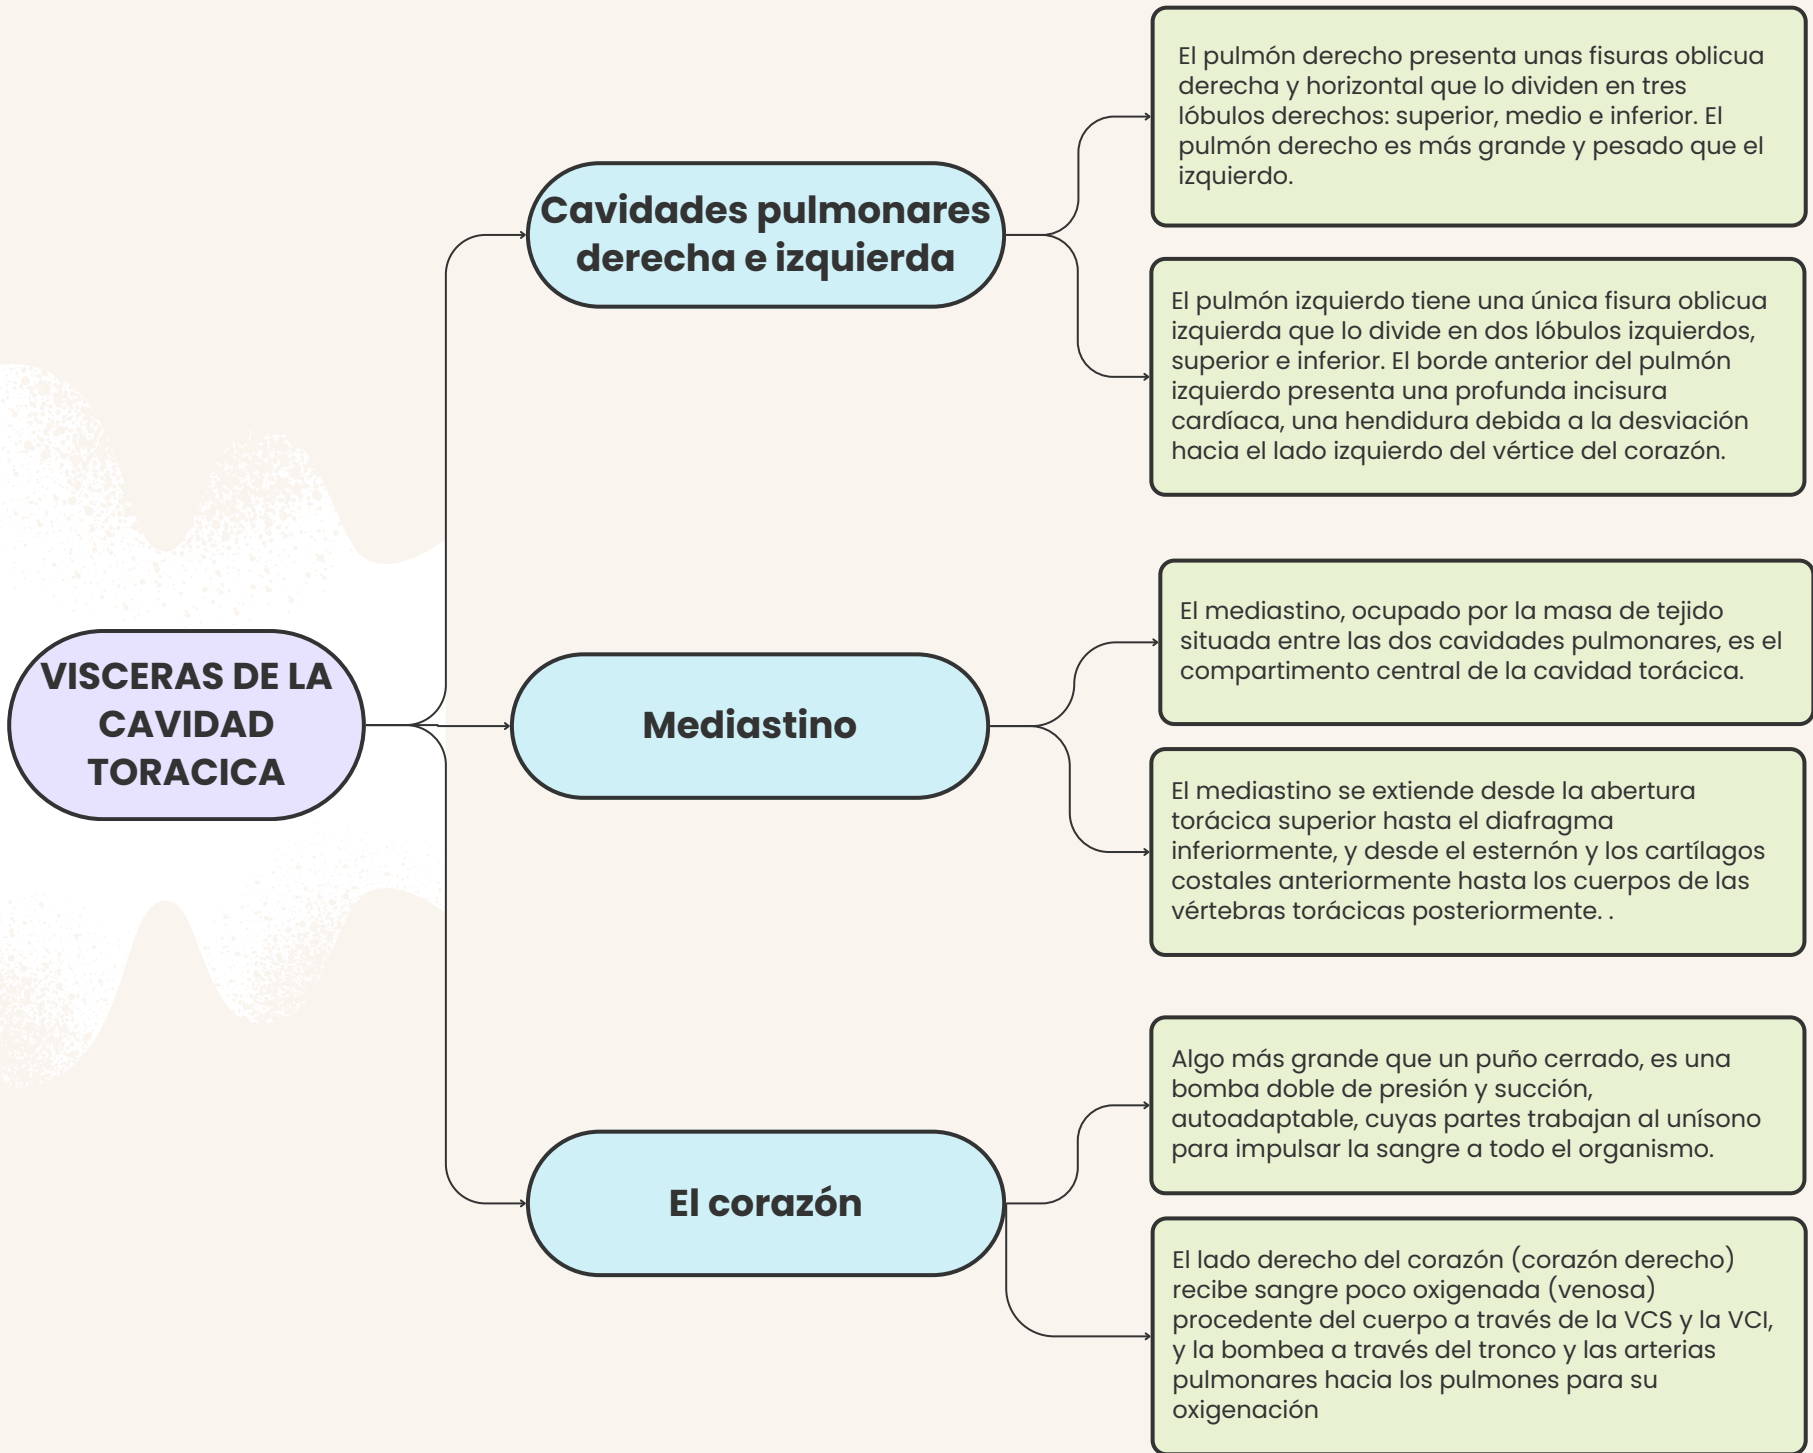 VISCERAS DE LA
CAVIDAD
TORACICA
Cavidades pulmonares
derecha e izquierda
El pulmón derecho presenta unas fisuras oblicua
derecha y horizontal que lo dividen en tres
lóbulos derechos: superior, medio e inferior. El
pulmón derecho es más grande y pesado que el
izquierdo.
El pulmón izquierdo tiene una única fisura oblicua
izquierda que lo divide en dos lóbulos izquierdos,
superior e inferior. El borde anterior del pulmón
izquierdo presenta una profunda incisura
cardíaca, una hendidura debida a la desviación
hacia el lado izquierdo del vértice del corazón.
Mediastino
El mediastino, ocupado por la masa de tejido
situada entre las dos cavidades pulmonares, es el
compartimento central de la cavidad torácica.
El mediastino se extiende desde la abertura
torácica superior hasta el diafragma
inferiormente, y desde el esternón y los cartílagos
costales anteriormente hasta los cuerpos de las
vértebras torácicas posteriormente. .
El corazón
Algo más grande que un puño cerrado, es una
bomba doble de presión y succión,
autoadaptable, cuyas partes trabajan al unísono
para impulsar la sangre a todo el organismo.
El lado derecho del corazón (corazón derecho)
recibe sangre poco oxigenada (venosa)
procedente del cuerpo a través de la VCS y la VCI,
y la bombea a través del tronco y las arterias
pulmonares hacia los pulmones para su
oxigenación